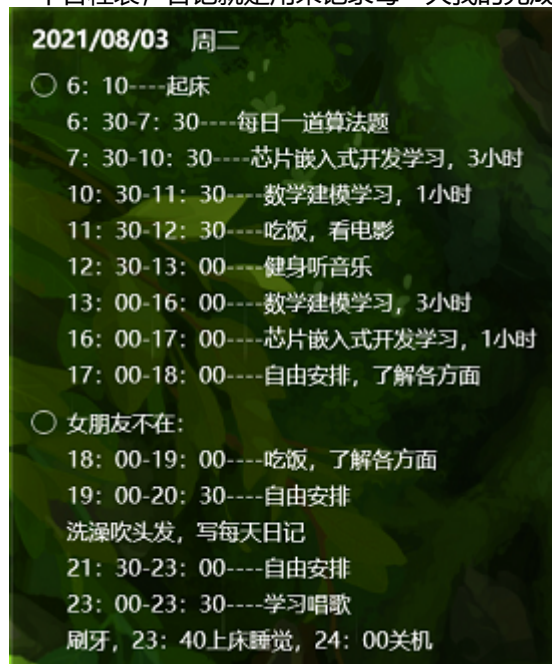 2021/08/03 周二
6：10----起床
6：30-7：30----每日一道算法题
7：30-10：30----芯片嵌入式开发学习，3小时
10：30-11：30----数学建模学习，1小时
11：30-12：30----吃饭，看电影
12：30-13：00----健身听音乐
13：00-16：00----数学建模学习，3小时
16：00-17：00----芯片嵌入式开发学习，1小时
17：00-18：00----自由安排，了解各方面
女朋友不在：
18：00-19：00----吃饭，了解各方面
19：00-20：30----自由安排
洗澡吹头发，写每天日记
21：30-23：00----自由安排
23：00-23：30----学习唱歌
刷牙，23：40上床睡觉，24：00关机